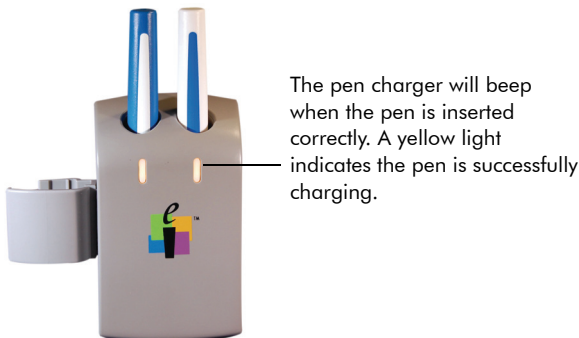 The pen charger will beep
when the pen is inserted
correctly. A yellow light
indicates the pen is successfully
charging.
e
™